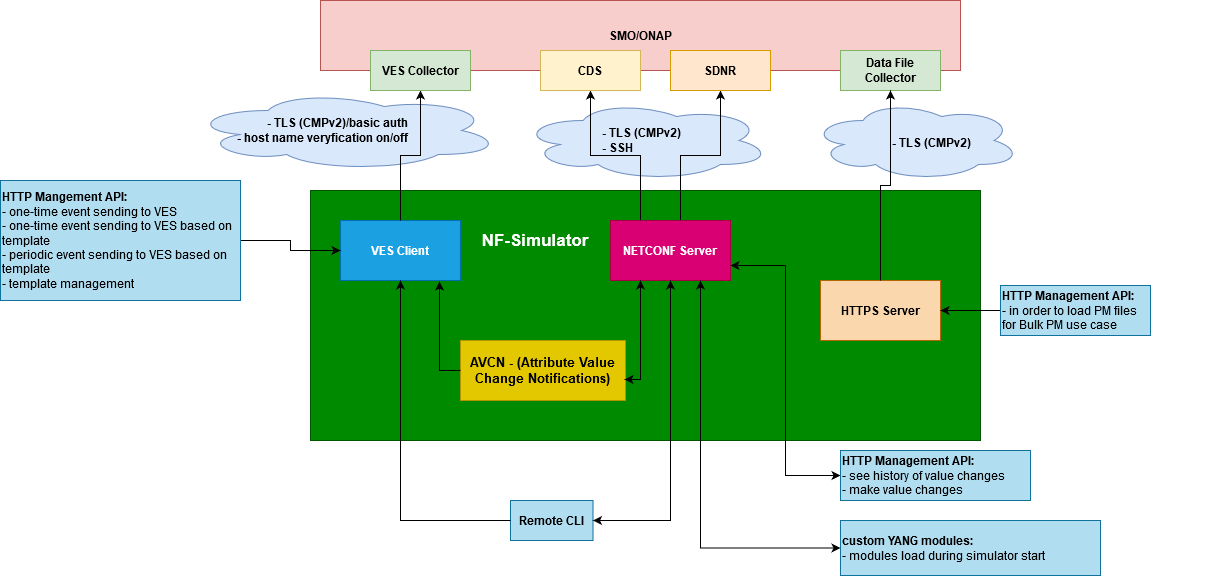 SMO/ONAP
VES Collector
CDS
SDNR
Data File
Collector
- TLS (CMPv2)/basic auth
- host name veryfication on/off
- TLS (CMPv2)
- SSH
- TLS (CMPv2)
HTTP Mangement API:
- one-time event sending to VES
- one-time event sending to VES based on
template
- periodic event sending to VES based on
template
- template management
NF-Simulator
VES Client
NETCONF Server
HTTPS Server
HTTP Management API:
- in order to load PM files
for Bulk PM use case
AVCN - (Attribute Value
Change Notifications)
HTTP Management API:
- see history of value changes
- make value changes
Remote CLI
custom YANG modules:
- modules load during simulator start